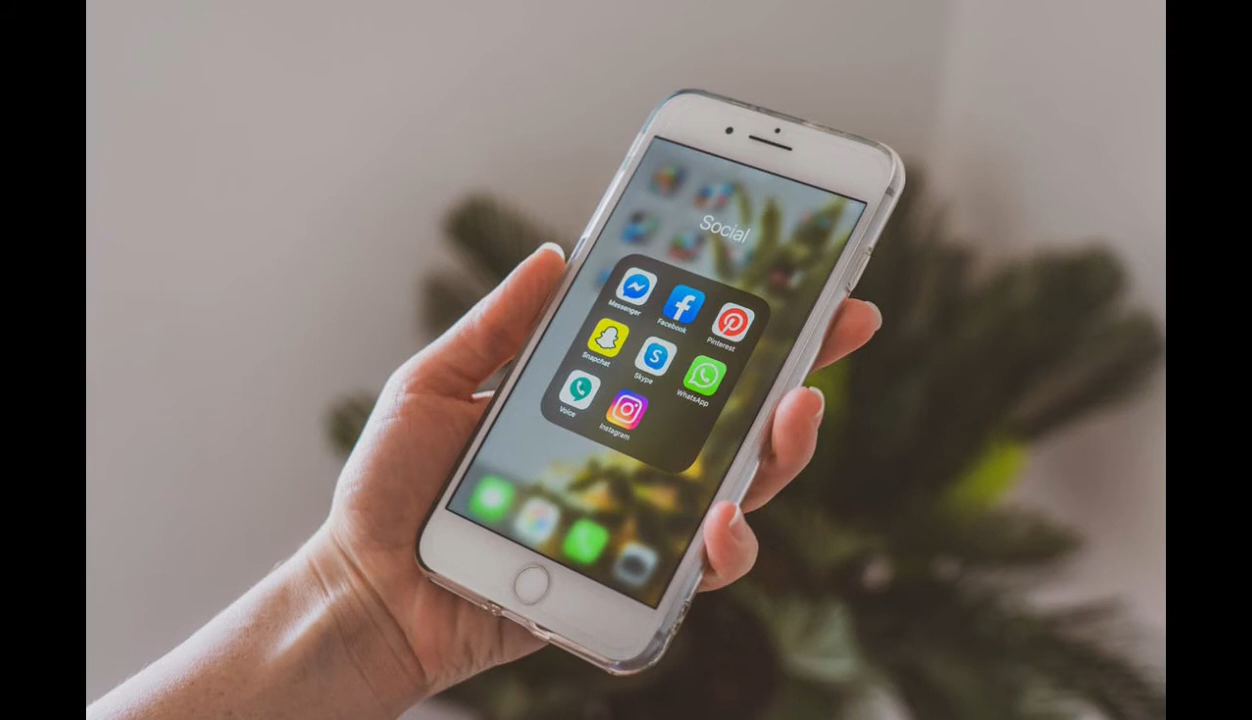 Social
Messenger
Facebook
Pinterest
Snapchat
Skype
WhatsApp
Voice
Instagram